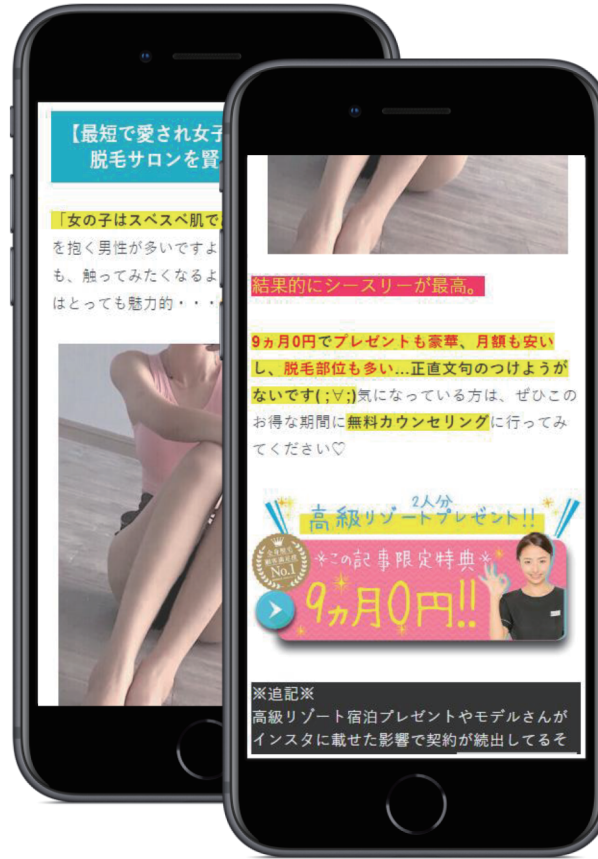 【最短で愛され女子
脱毛サロンを賢
「女の子はスベスベ肌で
を抱く男性が多いですよ
も、触ってみたくなるよ
はとっても魅力的・・・
結果的にシースリーが最高。
9ヵ月0円でプレゼントも豪華、月額も安い
し、脱毛部位も多い…正直文句のつけようが
ないです( ;∀;)気になっている方は、ぜひこの
お得な期間に無料カウンセリングに行ってみ
てください♡
2人分
高級リゾートプレゼント!!
※この記事限定特典※
No.1
9ヵ月0円!!
※追記※
高級リゾート宿泊プレゼントやモデルさんが
インスタに載せた影響で契約が続出してるそ